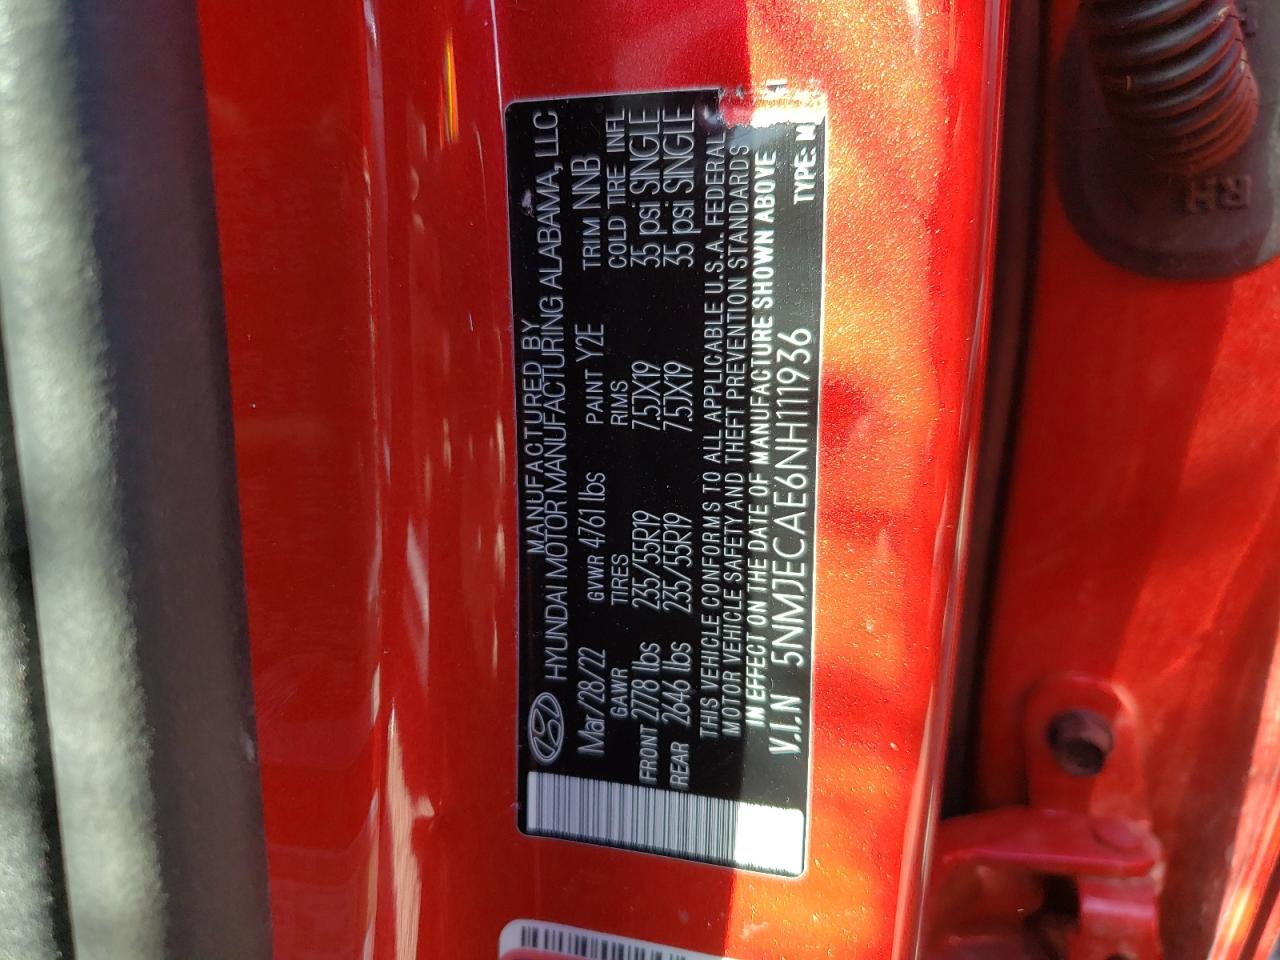 MANUFACTURED BY
HYUNDAI MOTOR MANUFACTURING ALABAMA, LLC
Mar/28/22 GVWR 4761 lbs PAINT Y2E TRIM NNB
GAWR TIRES RIMS COLD TIRE INFL
FRONT 2778 lbs 235/55R19 7.5JX19 35 psi SINGLE
REAR 2646 lbs 235/55R19 7.5JX19 35 psi SINGLE
THIS VEHICLE CONFORMS TO ALL APPLICABLE U.S.A. FEDERAL
MOTOR VEHICLE SAFETY AND THEFT PREVENTION STANDARDS
IN EFFECT ON THE DATE OF MANUFACTURE SHOWN ABOVE
V.I.N 5NMJECAE6NH111936 TYPE:
RH